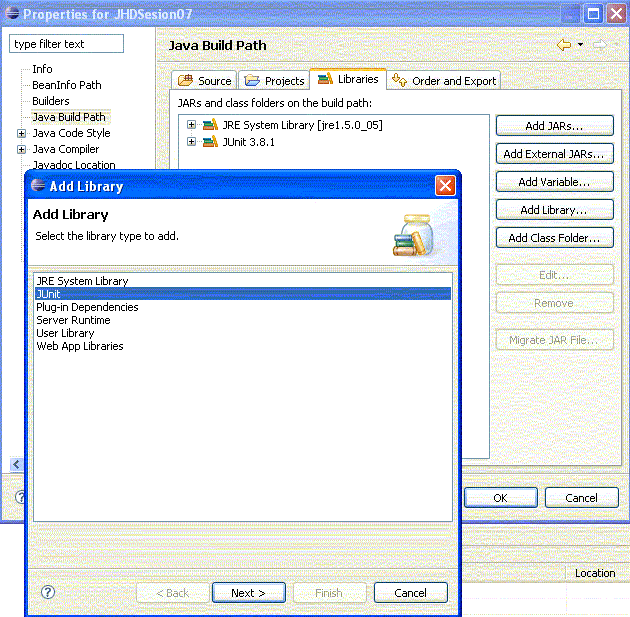 Properties for JHDSesion07
type filter text
Info
BeanInfo Path
Builders
Java Build Path
Java Code Style
Java Compiler
Javadoc Location
Java Build Path
Source
Projects
Libraries
Order and Export
JARs and class folders on the build path:
JRE System Library [jre1.5.0_05]
JUnit 3.8.1
Add JARs...
Add External JARs...
Add Variable...
Add Library...
Add Class Folder...
Edit...
Remove
Migrate JAR File...
Add Library
Add Library
Select the library type to add.
JRE System Library
JUnit
Plug-in Dependencies
Server Runtime
User Library
Web App Libraries
OK
Cancel
Location
< Back
Next >
Finish
Cancel